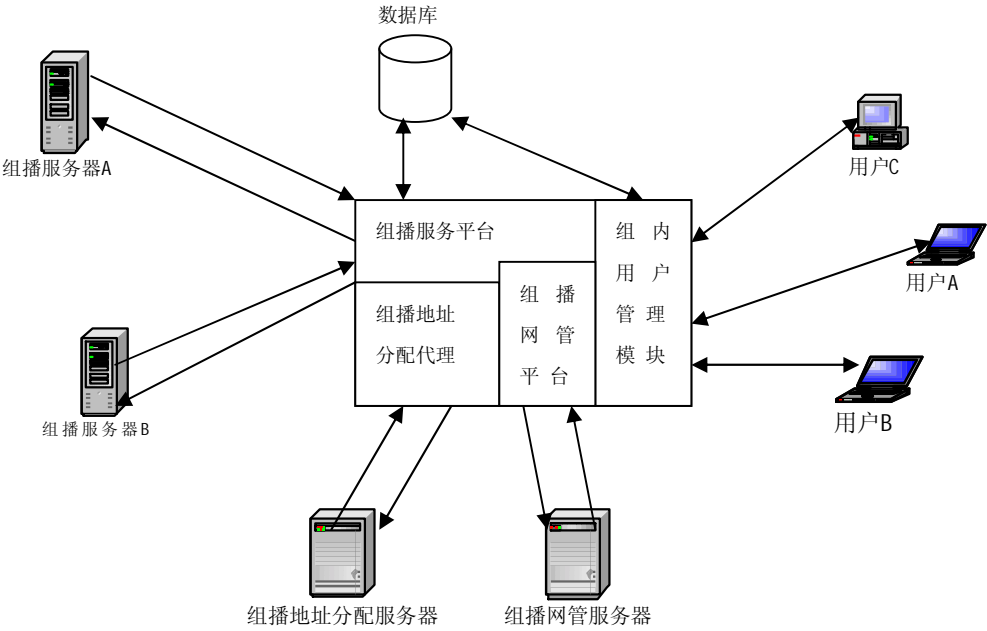 数据库
组播服务器A
用户C
组播服务平台
组 内
用 户
管 理
模 块
用户A
组 播
网 管
平 台
组播地址
分配代理
用户B
组播服务器B
组播地址分配服务器
组播网管服务器